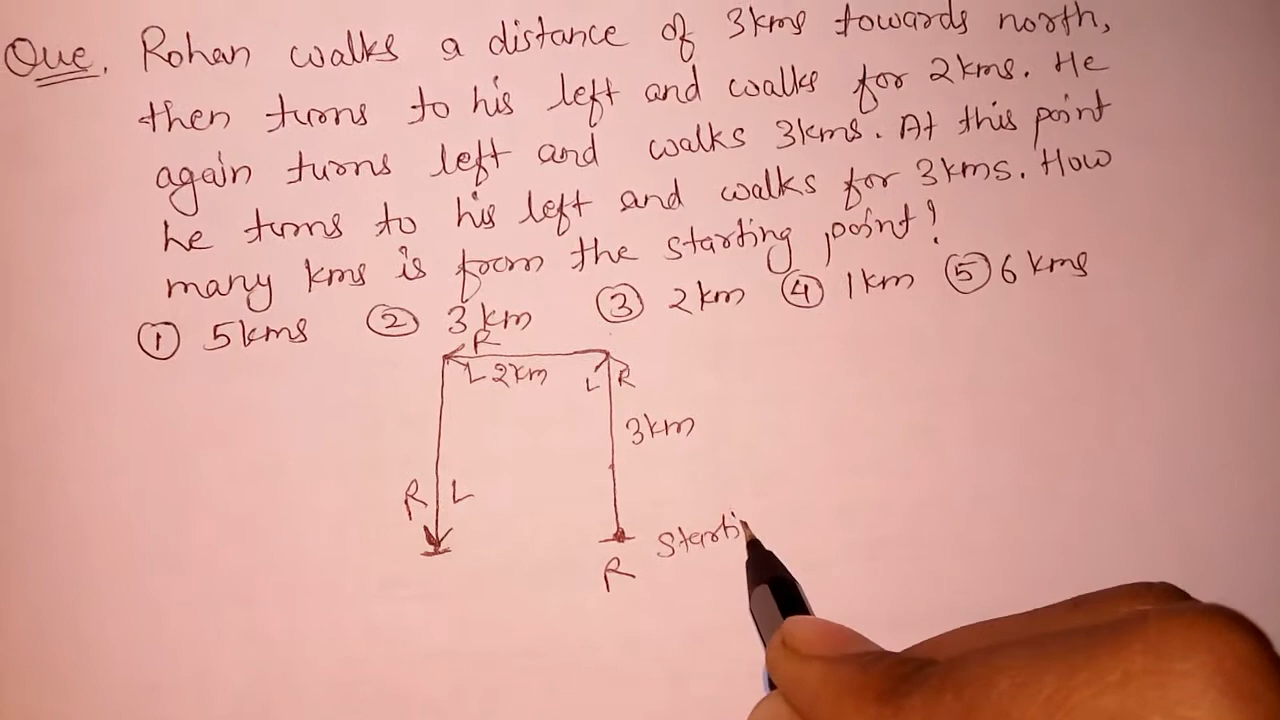 Que. Rohan walks a distance of 3kms towards north,
then turns to his left and walks for 2kms. He
again turns left and walks 3kms. At this point
he turns to his left and walks for 3kms. How
many kms is from the starting point?
① 5kms ② 3km ③ 2km ④ 1km ⑤ 6kms
R
L 2km L R
3km
R L
Starti
R